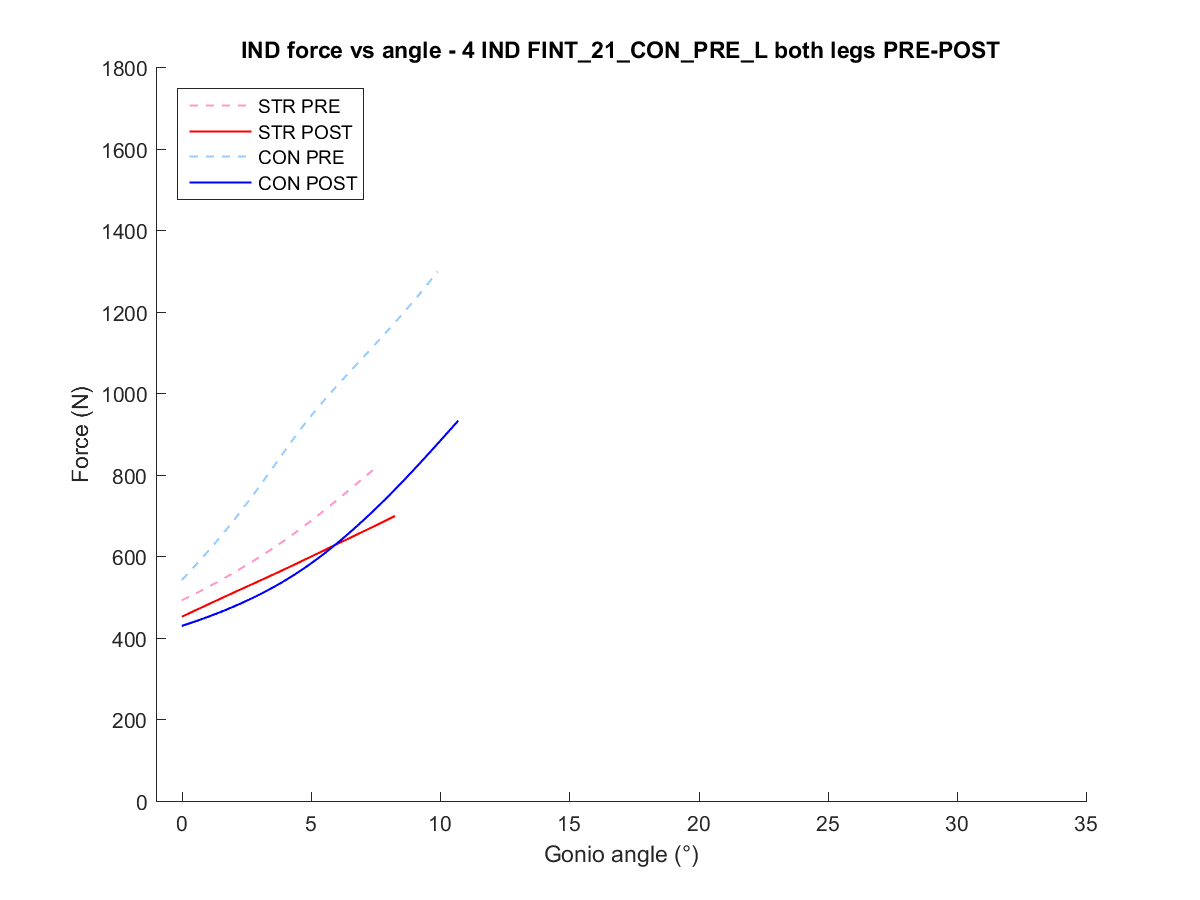 IND force vs angle - 4 IND FINT_21_CON_PRE_L both legs PRE-POST
1800
1600
1400
1200
1000
800
600
400
200
0
Force (N)
STR PRE
STR POST
CON PRE
CON POST
0 5 10 15 20 25 30 35
Gonio angle (°)